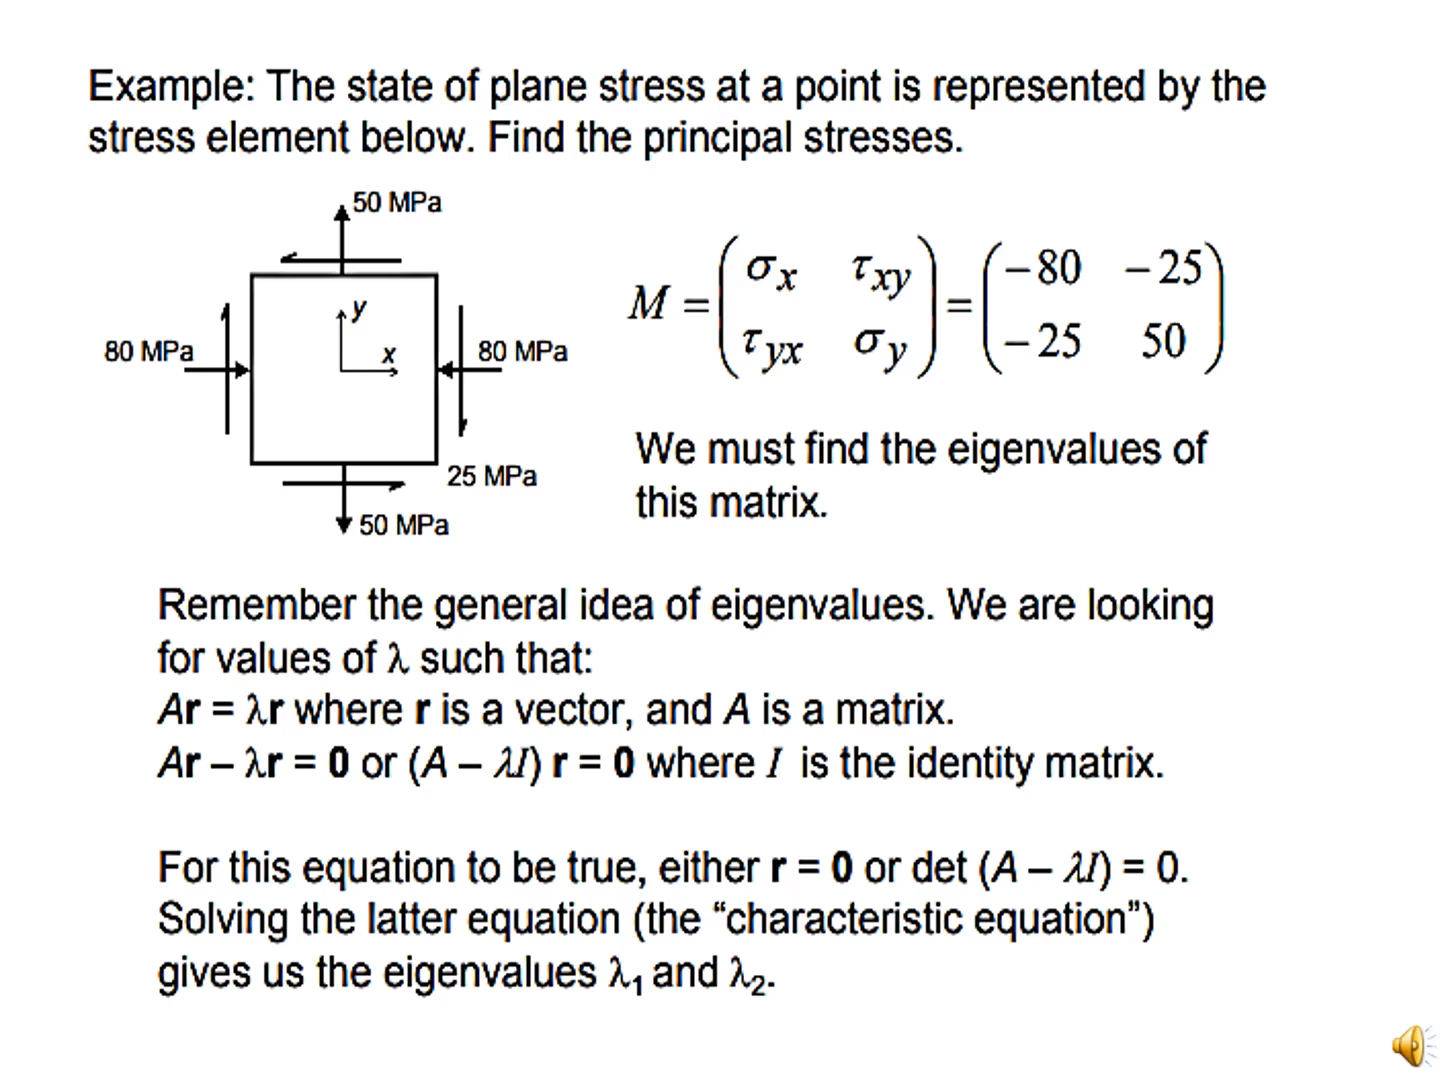 Example: The state of plane stress at a point is represented by the
stress element below. Find the principal stresses.
50 MPa
y
x
80 MPa
80 MPa
25 MPa
50 MPa
M = ( σx τxy ) = ( −80 −25 )
( τyx σy ) ( −25 50 )
We must find the eigenvalues of
this matrix.
Remember the general idea of eigenvalues. We are looking
for values of λ such that:
Ar = λr where r is a vector, and A is a matrix.
Ar – λr = 0 or (A – λI) r = 0 where I is the identity matrix.
For this equation to be true, either r = 0 or det (A – λI) = 0.
Solving the latter equation (the “characteristic equation”)
gives us the eigenvalues λ1 and λ2.